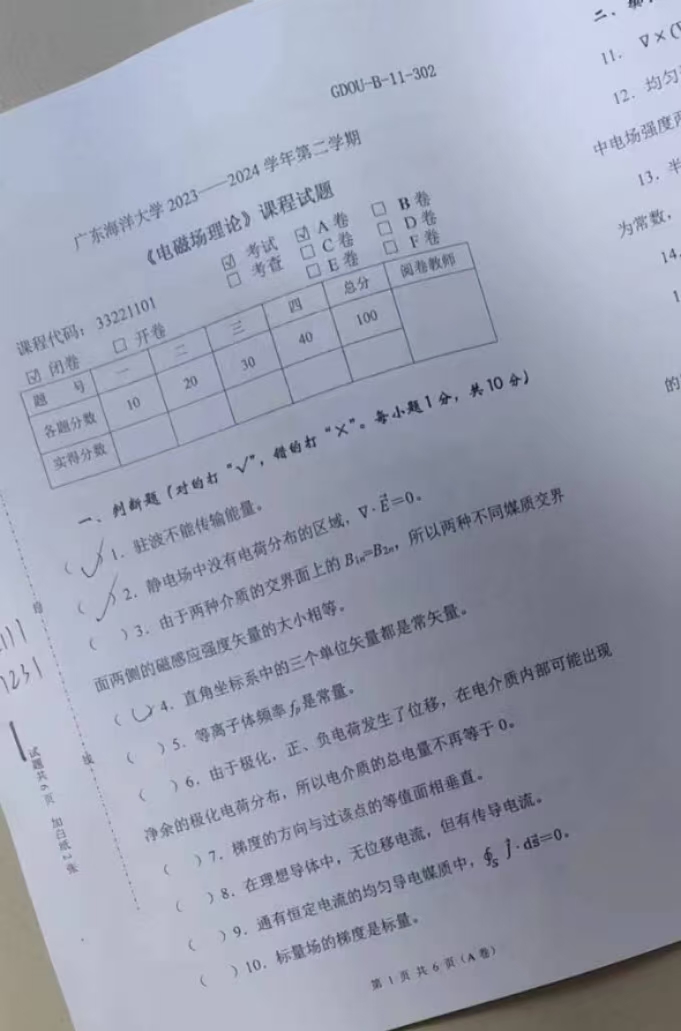 GDOU-B-11-302
广东海洋大学 2023——2024 学年第二学期
《电磁场理论》课程试题
课程代码：33221101
☑ 考试 ☑ A 卷 □ B 卷
☑ 闭卷 □ 考查 □ C 卷 □ D 卷
□ 开卷 □ E 卷 □ F 卷
题 号 一 二 三 四 总分 阅卷教师
各题分数 10 20 30 40 100
实得分数
一、判断题（对的打“√”，错的打“×”。每小题 1 分，共 10 分）
（ √ ）1．驻波不能传输能量。
（ √ ）2．静电场中没有电荷分布的区域，∇·E⃗=0。
（ ）3．由于两种介质的交界面上的 B₁ₙ=B₂ₙ，所以两种不同媒质交界
面两侧的磁感应强度矢量的大小相等。
（ √ ）4．直角坐标系中的三个单位矢量都是常矢量。
（ ）5．等离子体频率 fₚ是常量。
（ ）6．由于极化，正、负电荷发生了位移，在电介质内部可能出现
净余的极化电荷分布，所以电介质的总电量不再等于 0。
（ ）7．梯度的方向与过该点的等值面相垂直。
（ ）8．在理想导体中，无位移电流，但有传导电流。
（ ）9．通有恒定电流的均匀导电媒质中，∮ₛ J⃗·ds⃗=0。
（ ）10．标量场的梯度是标量。
第 1 页 共 6 页（A 卷）
试题共 6 页 加白纸 2 张
线
1231
二、
11．∇×(
12．均匀
中电场强度两
13．半
为常数，
14．
1
的